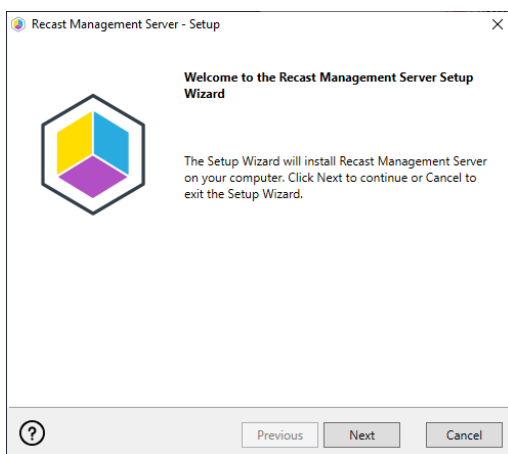 Recast Management Server - Setup
Welcome to the Recast Management Server Setup
Wizard
The Setup Wizard will install Recast Management Server
on your computer. Click Next to continue or Cancel to
exit the Setup Wizard.
?
Previous
Next
Cancel